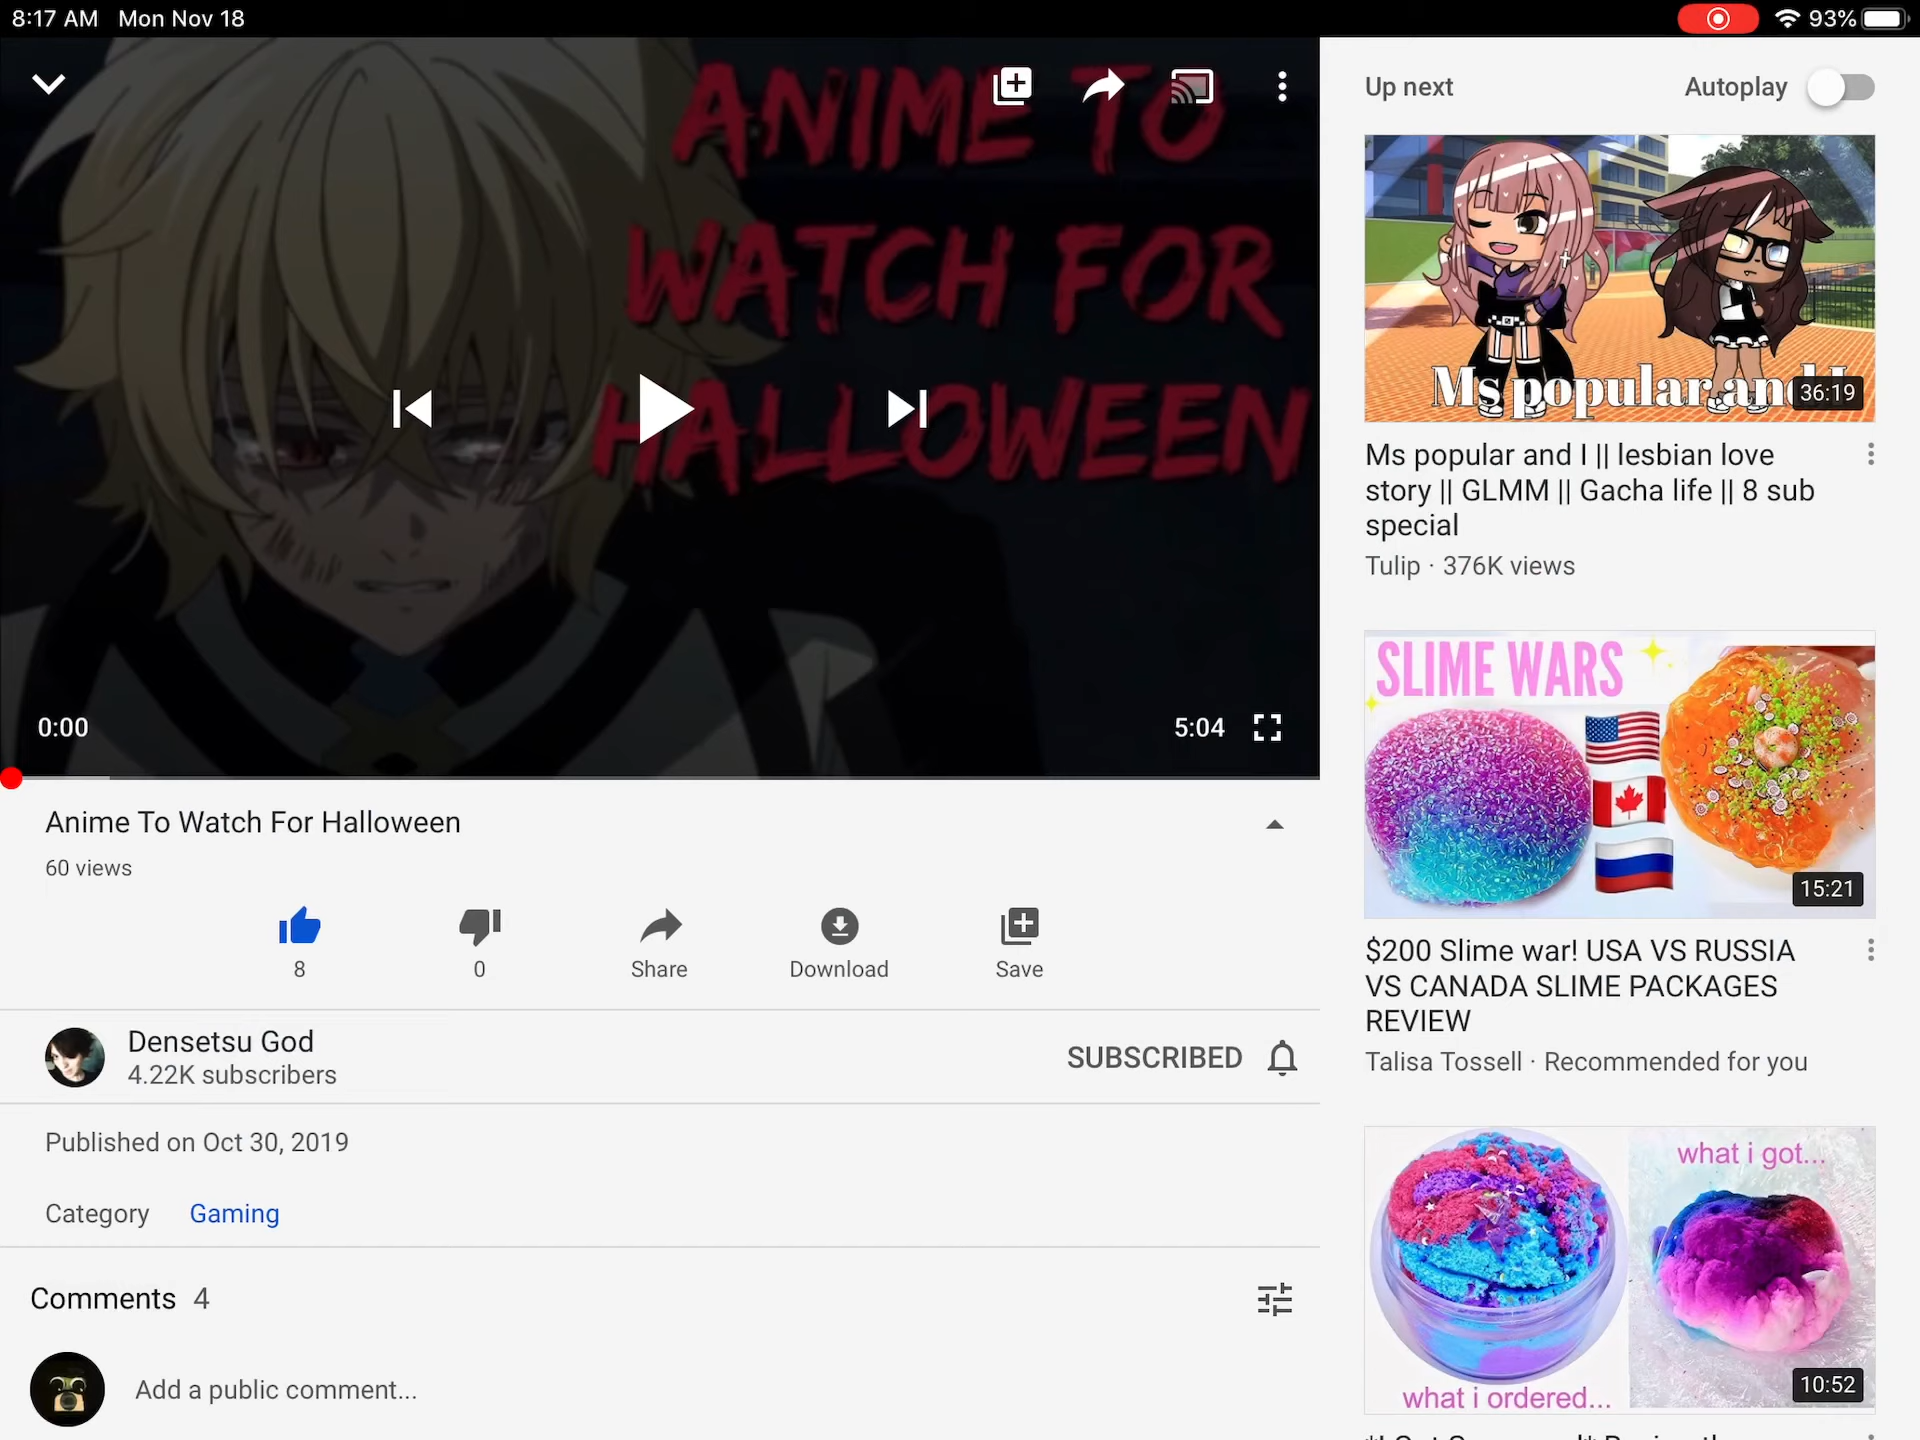 8:17 AM Mon Nov 18
93%
ANIME TO
WATCH FOR
HALLOWEEN
0:00
5:04
Anime To Watch For Halloween
60 views
8
0
Share
Download
Save
Densetsu God
4.22K subscribers
SUBSCRIBED
Published on Oct 30, 2019
Category Gaming
Comments 4
Add a public comment...
Up next
Autoplay
Ms popular and I
36:19
Ms popular and I || lesbian love
story || GLMM || Gacha life || 8 sub
special
Tulip · 376K views
SLIME WARS
15:21
$200 Slime war! USA VS RUSSIA
VS CANADA SLIME PACKAGES
REVIEW
Talisa Tossell · Recommended for you
what i got...
what i ordered...
10:52